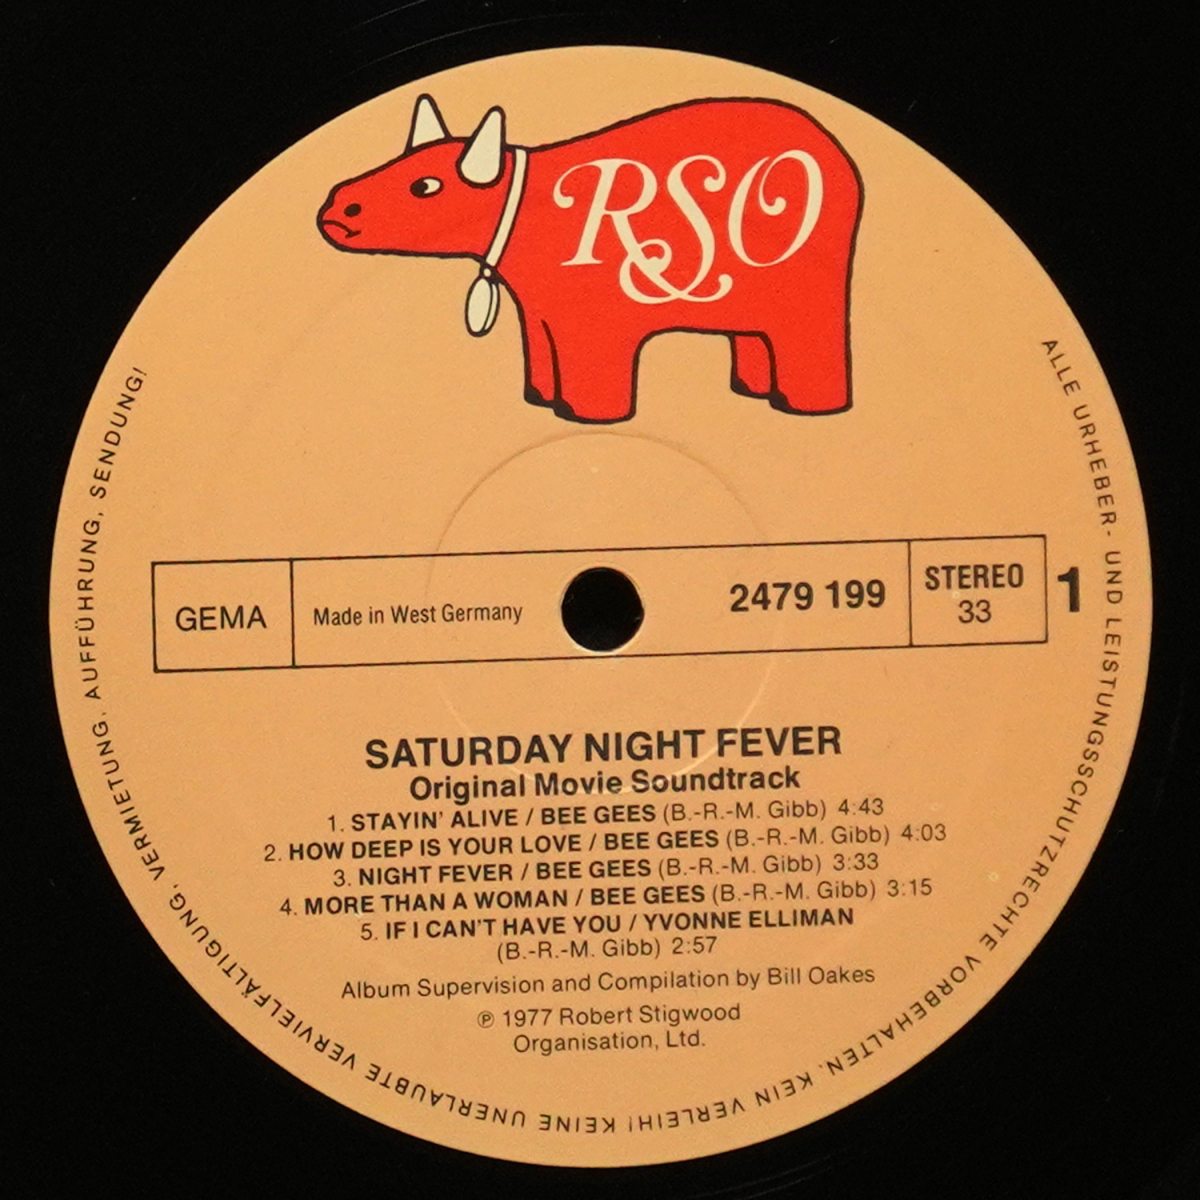 RSO
GEMA
Made in West Germany
2479 199
STEREO
33
1
SATURDAY NIGHT FEVER
Original Movie Soundtrack
1. STAYIN' ALIVE / BEE GEES (B.-R.-M. Gibb) 4:43
2. HOW DEEP IS YOUR LOVE / BEE GEES (B.-R.-M. Gibb) 4:03
3. NIGHT FEVER / BEE GEES (B.-R.-M. Gibb) 3:33
4. MORE THAN A WOMAN / BEE GEES (B.-R.-M. Gibb) 3:15
5. IF I CAN'T HAVE YOU / YVONNE ELLIMAN
(B.-R.-M. Gibb) 2:57
Album Supervision and Compilation by Bill Oakes
℗ 1977 Robert Stigwood
Organisation, Ltd.
ALLE URHEBER- UND LEISTUNGSSCHUTZRECHTE VORBEHALTEN. KEIN VERLEIH! KEINE UNERLAUBTE VERVIELFÄLTIGUNG, VERMIETUNG, AUFFÜHRUNG, SENDUNG!